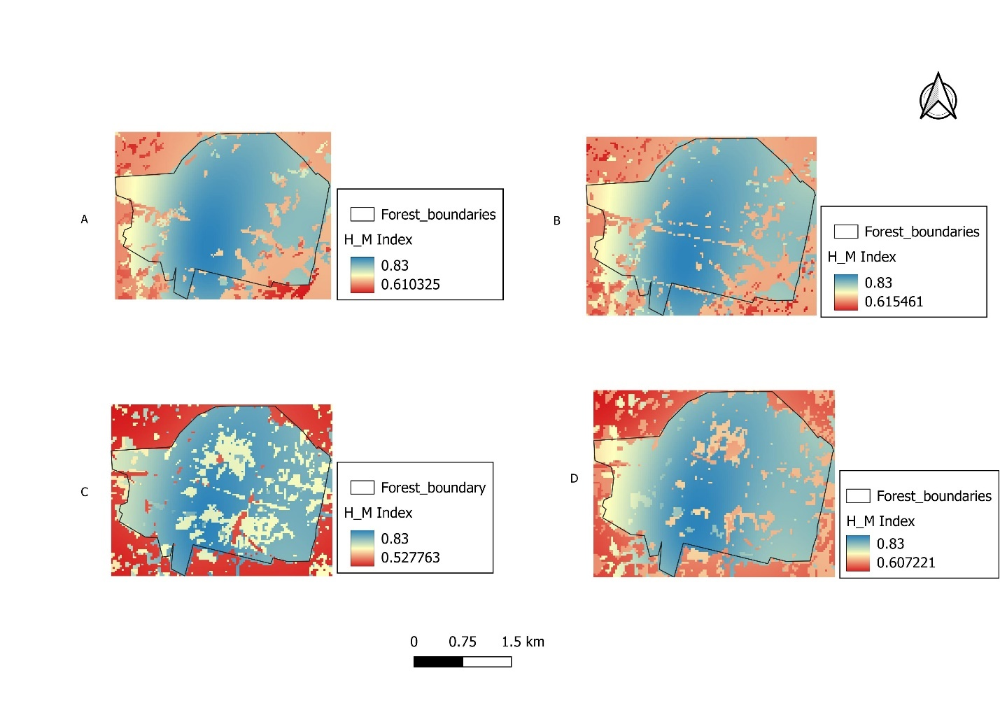 A
Forest_boundaries
H_M Index
0.83
0.610325
B
Forest_boundaries
H_M Index
0.83
0.615461
C
Forest_boundary
H_M Index
0.83
0.527763
D
Forest_boundaries
H_M Index
0.83
0.607221
0 0.75 1.5 km